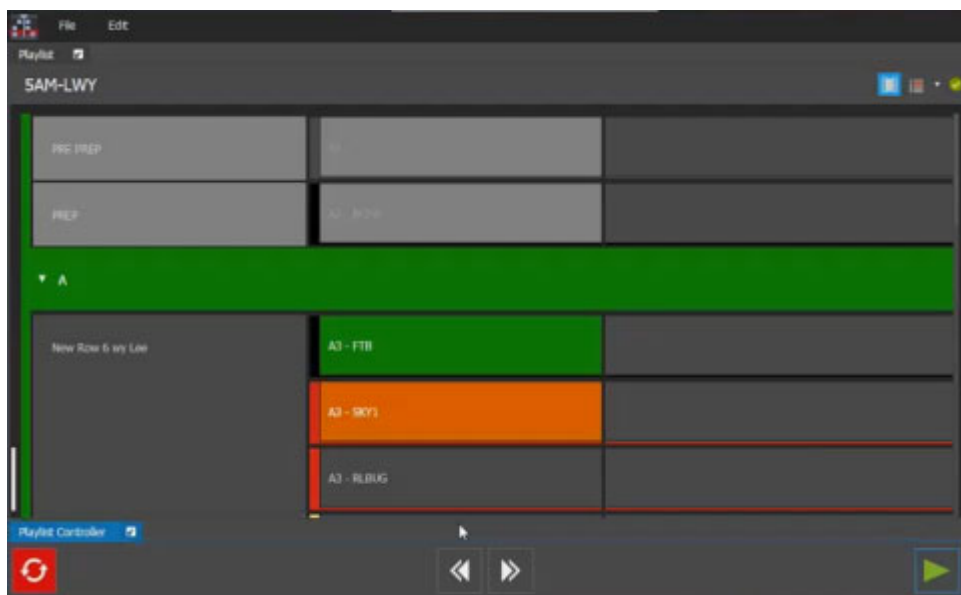 File Edit
Playlist
5AM-LWY
PRE PREP
PREP
A
New Row 6 wy Lee
A3 - FTB
A3 - SKY1
A3 - RLBUG
Playlist Controller